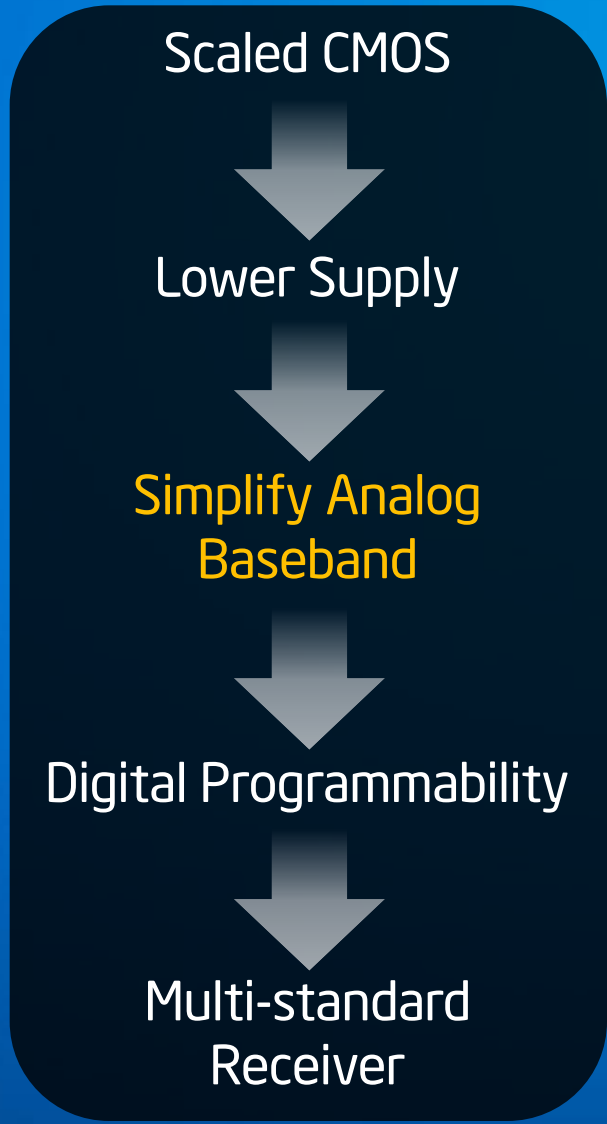 Scaled CMOS
Lower Supply
Simplify Analog
Baseband
Digital Programmability
Multi-standard
Receiver